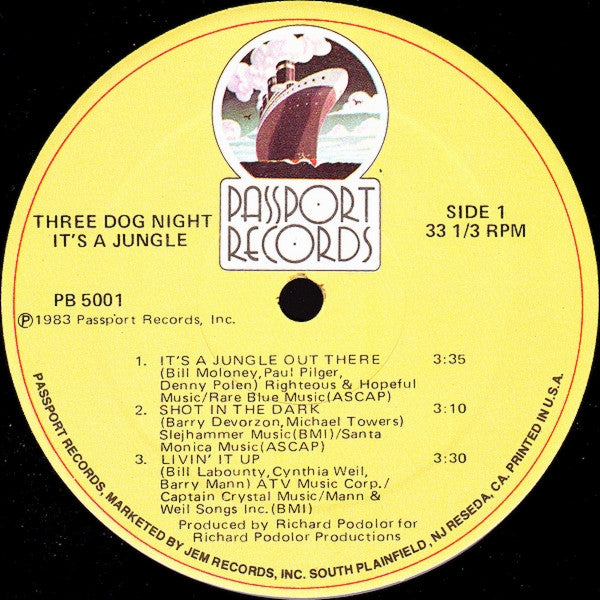 PASSPORT
RECORDS
THREE DOG NIGHT
IT'S A JUNGLE
SIDE 1
33 1/3 RPM
PB 5001
Ⓟ1983 Passport Records, Inc.
1. IT'S A JUNGLE OUT THERE 3:35
(Bill Moloney,Paul Pilger,
Denny Polen) Righteous & Hopeful
Music/Rare Blue Music(ASCAP)
2. SHOT IN THE DARK 3:10
(Barry Devorzon,Michael Towers)
Slejhammer Music(BMI)/Santa
Monica Music(ASCAP)
3. LIVIN' IT UP 3:30
(Bill Labounty,Cynthia Weil,
Barry Mann) ATV Music Corp./
Captain Crystal Music/Mann &
Weil Songs Inc.(BMI)
Produced by Richard Podolor for
Richard Podolor Productions
PASSPORT RECORDS, MARKETED BY JEM RECORDS, INC. SOUTH PLAINFIELD, NJ RESEDA, CA. PRINTED IN U.S.A.